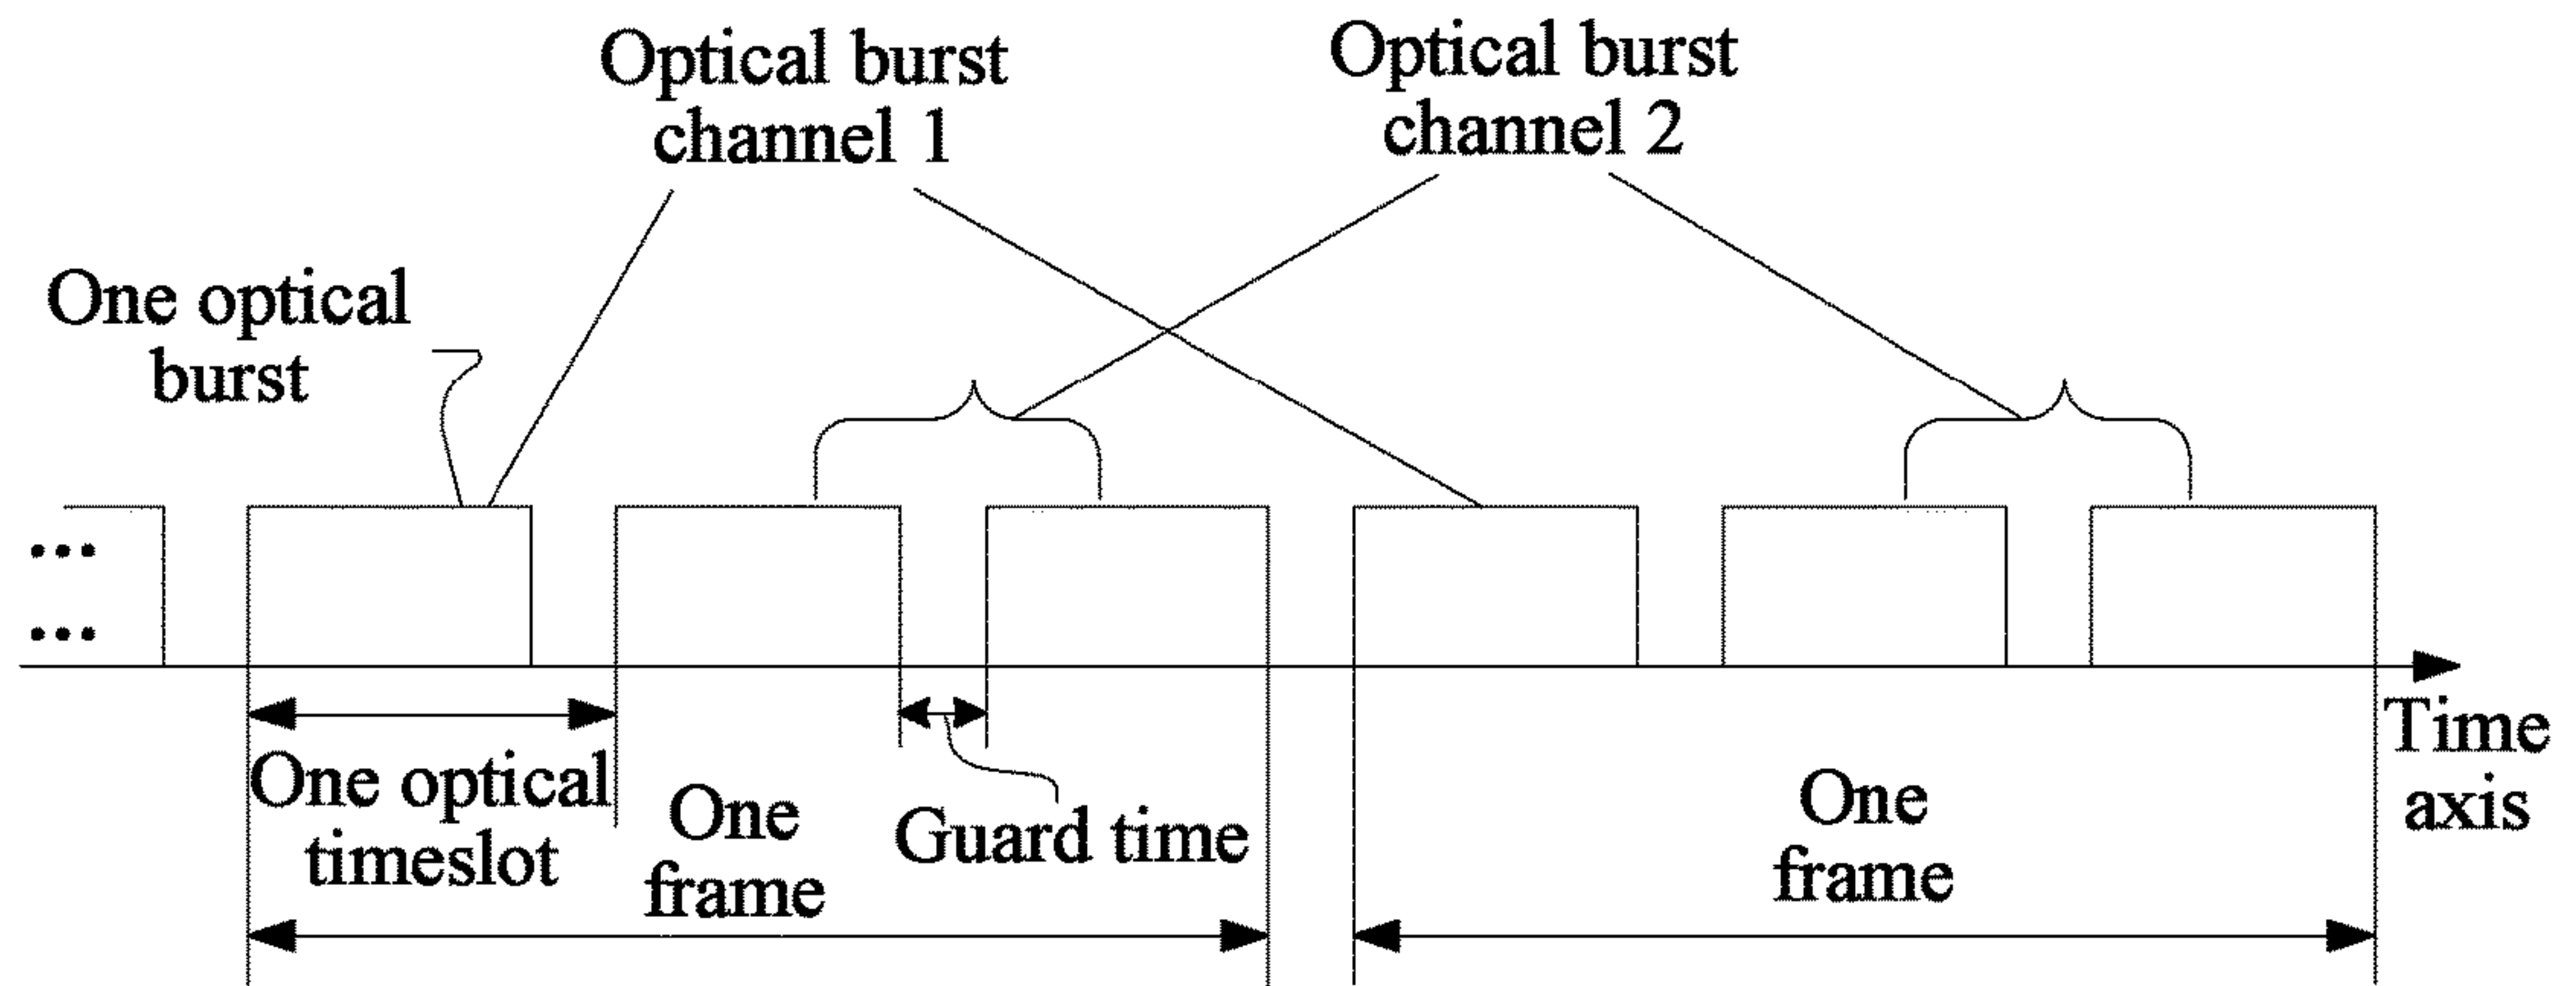 Optical burst
channel 1
Optical burst
channel 2
One optical
burst
•••
•••
Time
axis
One optical
timeslot
One
frame
Guard time
One
frame